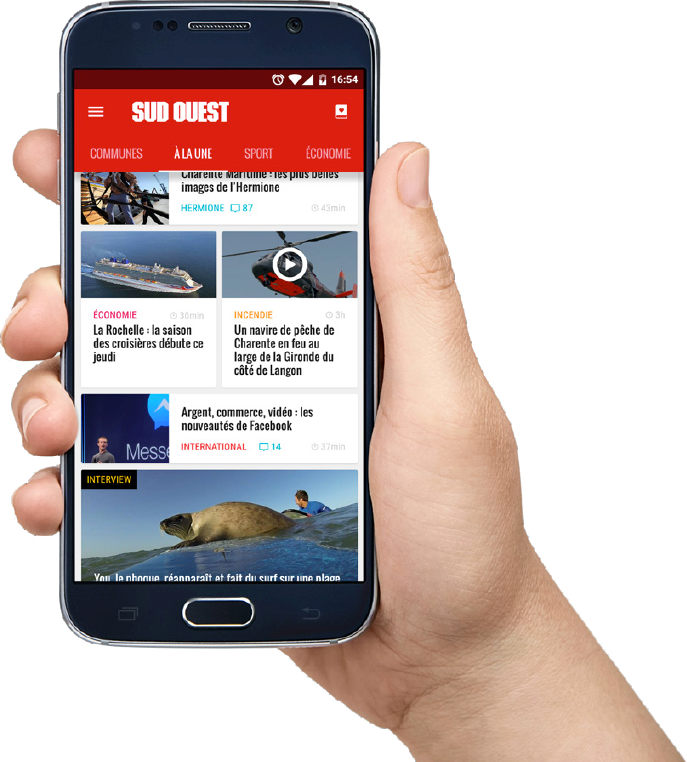 16:54
SUD OUEST
COMMUNES À LA UNE SPORT ÉCONOMIE
Charente Maritime : les plus belles
images de l'Hermione
HERMIONE 87 43min
ÉCONOMIE 36min
La Rochelle : la saison
des croisières débute ce
jeudi
INCENDIE 3h
Un navire de pêche de
Charente en feu au
large de la Gironde du
côté de Langon
Argent, commerce, vidéo : les
nouveautés de Facebook
INTERNATIONAL 14 37min
Messe
INTERVIEW
You, le phoque, réapparaît et fait du surf sur une plage